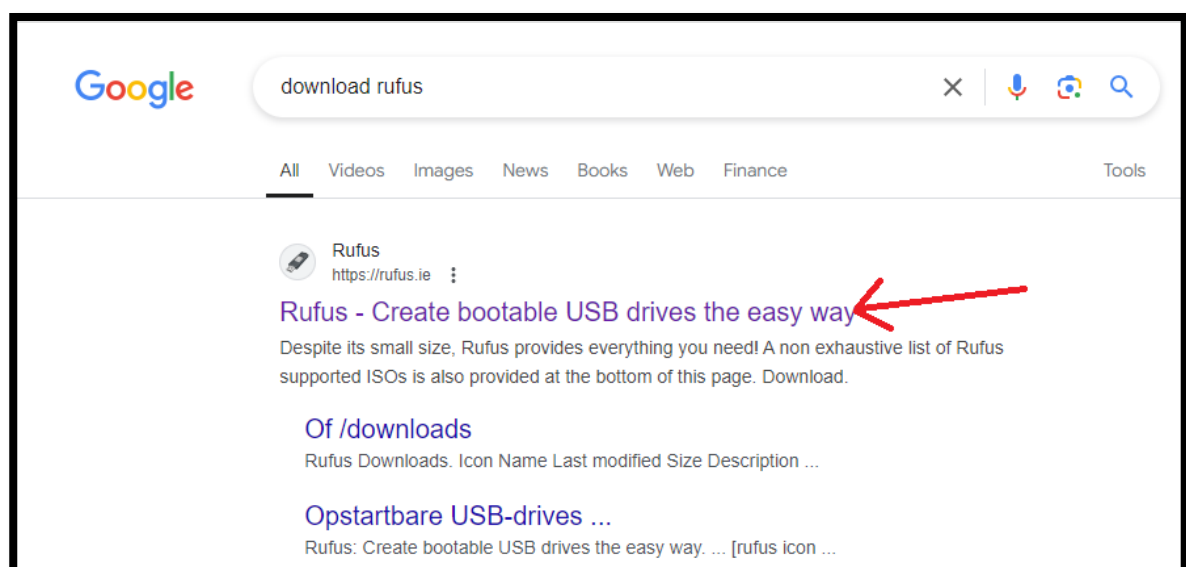 Google
download rufus
All Videos Images News Books Web Finance Tools
Rufus
https://rufus.ie
Rufus - Create bootable USB drives the easy way
Despite its small size, Rufus provides everything you need! A non exhaustive list of Rufus
supported ISOs is also provided at the bottom of this page. Download.
Of /downloads
Rufus Downloads. Icon Name Last modified Size Description ...
Opstartbare USB-drives ...
Rufus: Create bootable USB drives the easy way. ... [rufus icon ...